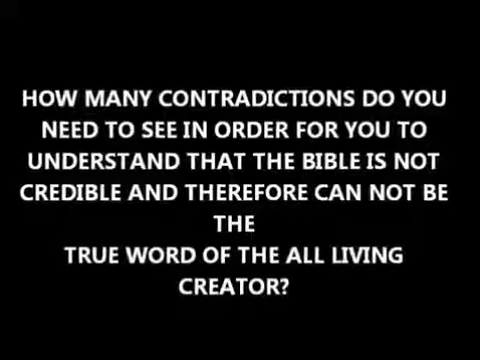 HOW MANY CONTRADICTIONS DO YOU
NEED TO SEE IN ORDER FOR YOU TO
UNDERSTAND THAT THE BIBLE IS NOT
CREDIBLE AND THEREFORE CAN NOT BE
THE
TRUE WORD OF THE ALL LIVING
CREATOR?